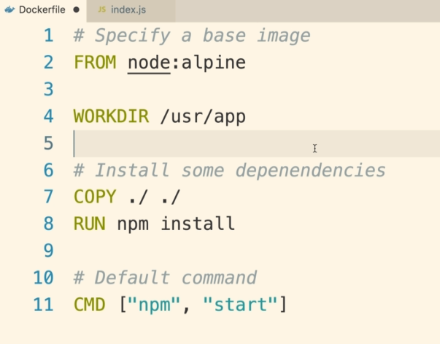 Dockerfile
JS index.js
1 # Specify a base image
2 FROM node:alpine
3
4 WORKDIR /usr/app
5
6 # Install some depenendencies
7 COPY ./ ./
8 RUN npm install
9
10 # Default command
11 CMD ["npm", "start"]